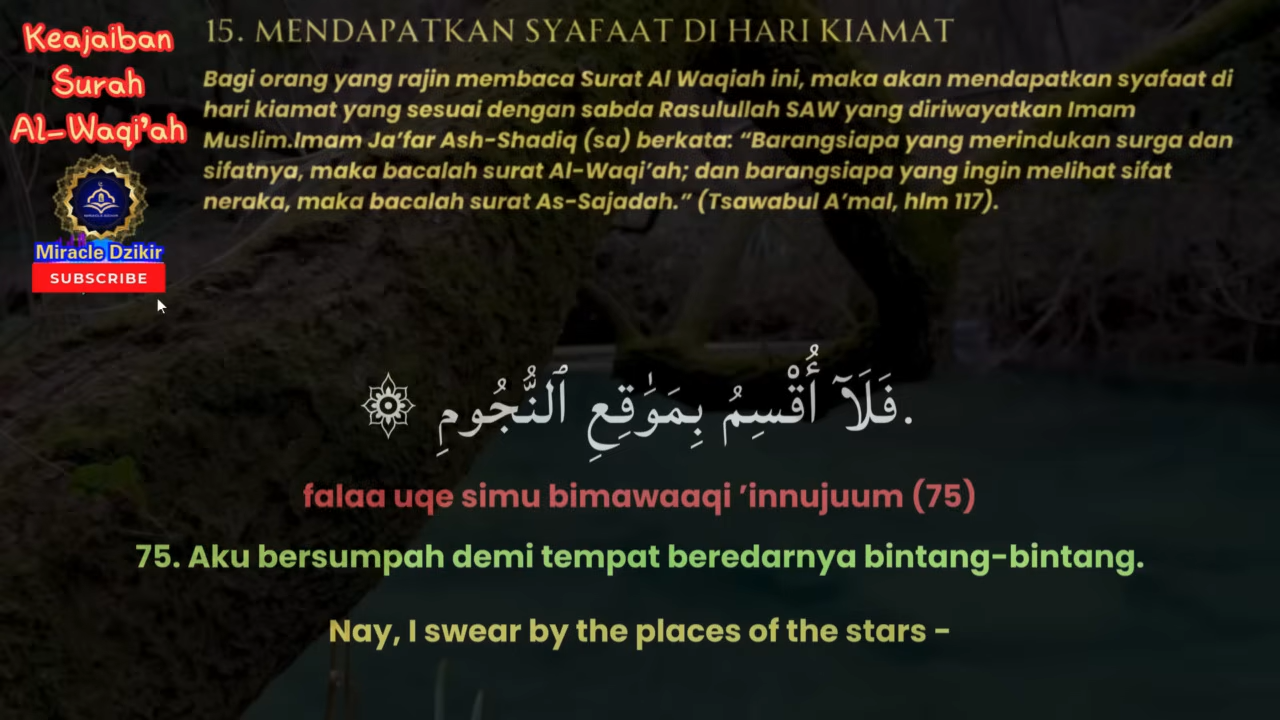 Keajaiban
Surah
Al-Waqi'ah
Miracle Dzikir
SUBSCRIBE
15. MENDAPATKAN SYAFAAT DI HARI KIAMAT
Bagi orang yang rajin membaca Surat Al Waqiah ini, maka akan mendapatkan syafaat di
hari kiamat yang sesuai dengan sabda Rasulullah SAW yang diriwayatkan Imam
Muslim.Imam Ja’far Ash-Shadiq (sa) berkata: “Barangsiapa yang merindukan surga dan
sifatnya, maka bacalah surat Al-Waqi’ah; dan barangsiapa yang ingin melihat sifat
neraka, maka bacalah surat As-Sajadah.” (Tsawabul A’mal, hlm 117).
.فَلَآ أُقْسِمُ بِمَوَٰقِعِ ٱلنُّجُومِ ۞
falaa uqe simu bimawaaqi ’innujuum (75)
75. Aku bersumpah demi tempat beredarnya bintang-bintang.
Nay, I swear by the places of the stars -